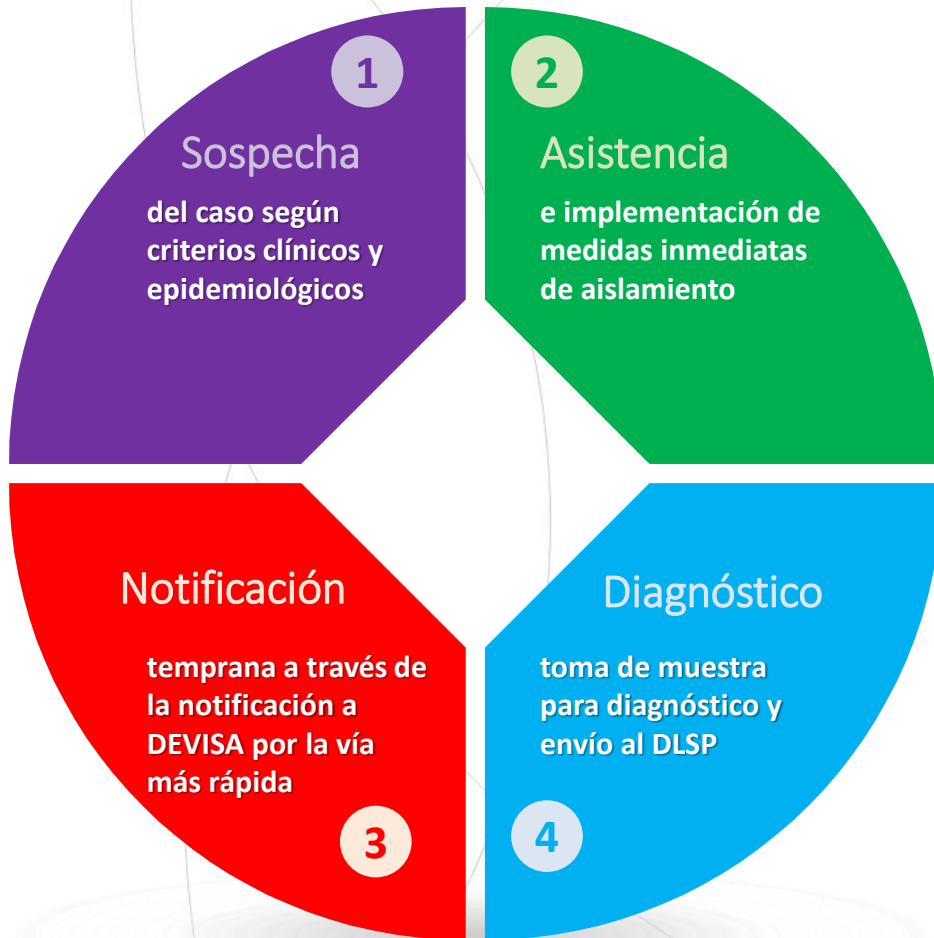 1
Sospecha
del caso según
criterios clínicos y
epidemiológicos
2
Asistencia
e implementación de
medidas inmediatas
de aislamiento
Notificación
temprana a través de
la notificación a
DEVISA por la vía
más rápida
3
Diagnóstico
toma de muestra
para diagnóstico y
envío al DLSP
4